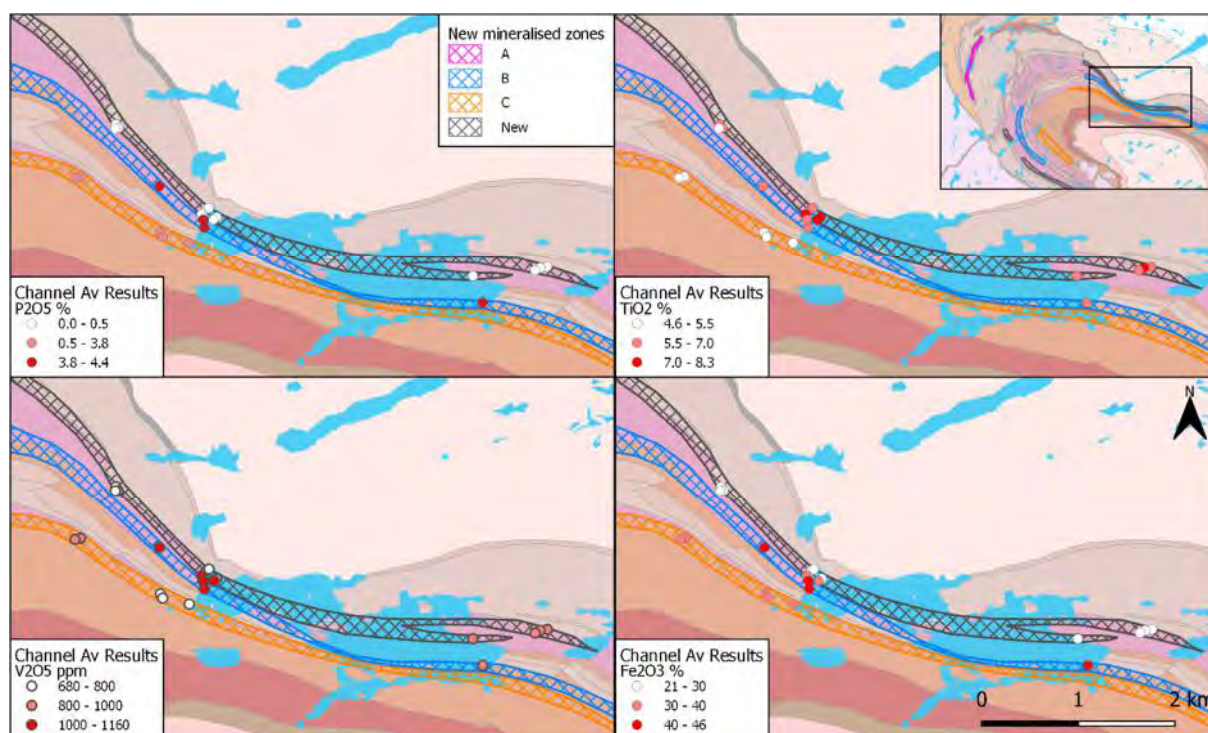 New mineralised zones
A
B
C
New
Channel Av Results
P2O5 %
0.0 - 0.5
0.5 - 3.8
3.8 - 4.4
Channel Av Results
TiO2 %
4.6 - 5.5
5.5 - 7.0
7.0 - 8.3
Channel Av Results
V2O5 ppm
680 - 800
800 - 1000
1000 - 1160
N
Channel Av Results
Fe2O3 %
21 - 30
30 - 40
40 - 46
0 1 2 km